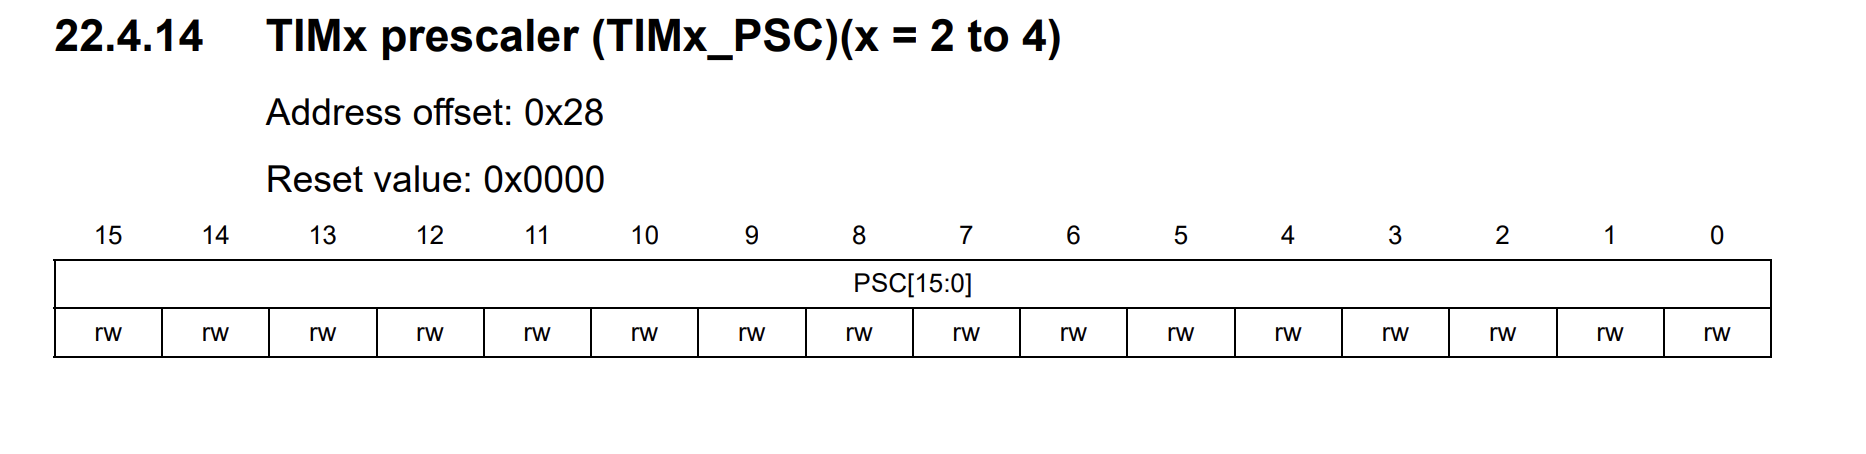 22.4.14 TIMx prescaler (TIMx_PSC)(x = 2 to 4)
Address offset: 0x28
Reset value: 0x0000
15 14 13 12 11 10 9 8 7 6 5 4 3 2 1 0
PSC[15:0]
rw rw rw rw rw rw rw rw rw rw rw rw rw rw rw rw